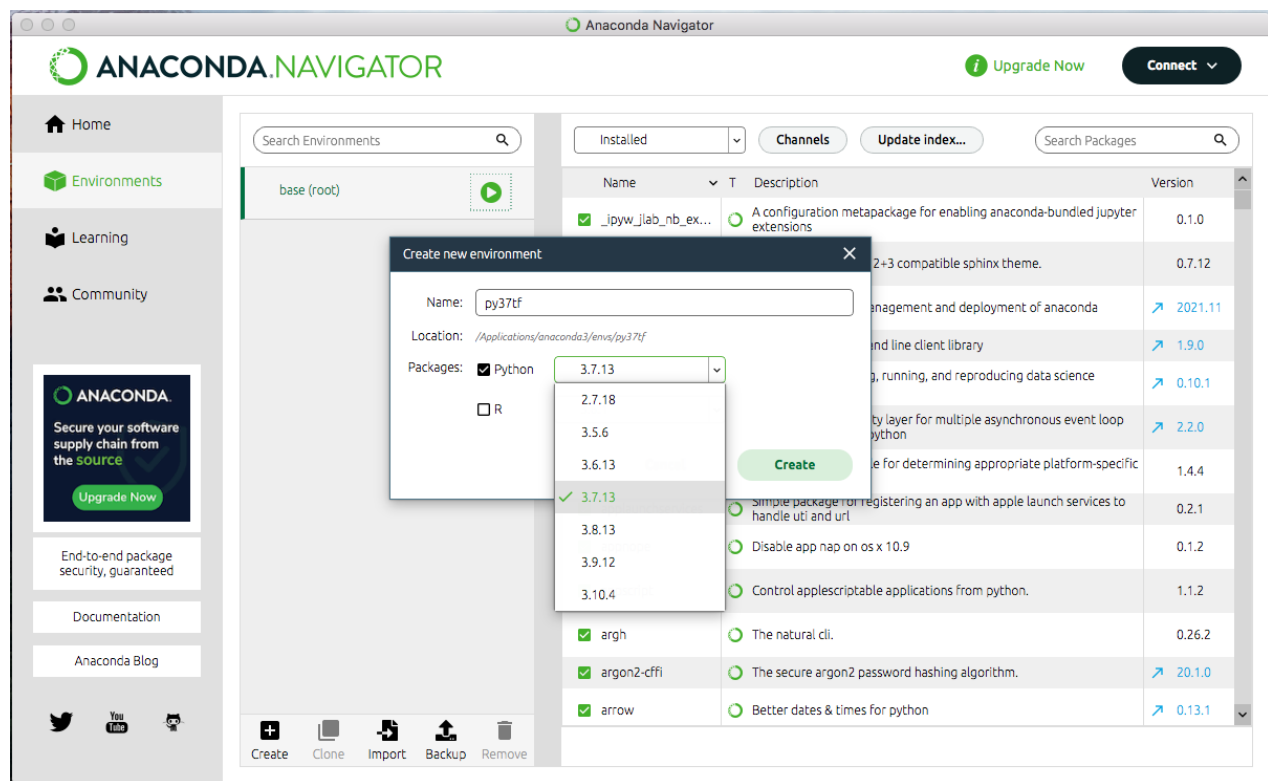 Anaconda Navigator
ANACONDA.NAVIGATOR
Upgrade Now
Connect
Home
Environments
Learning
Community
ANACONDA.
Secure your software
supply chain from
the source
Upgrade Now
End-to-end package
security, guaranteed
Documentation
Anaconda Blog
You
Tube
Search Environments
base (root)
Create Clone Import Backup Remove
Installed
Channels
Update index...
Search Packages
Name T Description Version
_ipyw_jlab_nb_ex... A configuration metapackage for enabling anaconda-bundled jupyter
extensions
0.1.0
2+3 compatible sphinx theme. 0.7.12
anagement and deployment of anaconda 2021.11
nd line client library 1.9.0
g, running, and reproducing data science 0.10.1
ty layer for multiple asynchronous event loop
ython
2.2.0
le for determining appropriate platform-specific 1.4.4
Simple package for registering an app with apple launch services to
handle uti and url
0.2.1
Disable app nap on os x 10.9 0.1.2
Control applescriptable applications from python. 1.1.2
argh The natural cli. 0.26.2
argon2-cffi The secure argon2 password hashing algorithm. 20.1.0
arrow Better dates & times for python 0.13.1
Create new environment
Name: py37tf
Location: /Applications/anaconda3/envs/py37tf
Packages: Python 3.7.13
R
2.7.18
3.5.6
3.6.13
3.7.13
3.8.13
3.9.12
3.10.4
Create